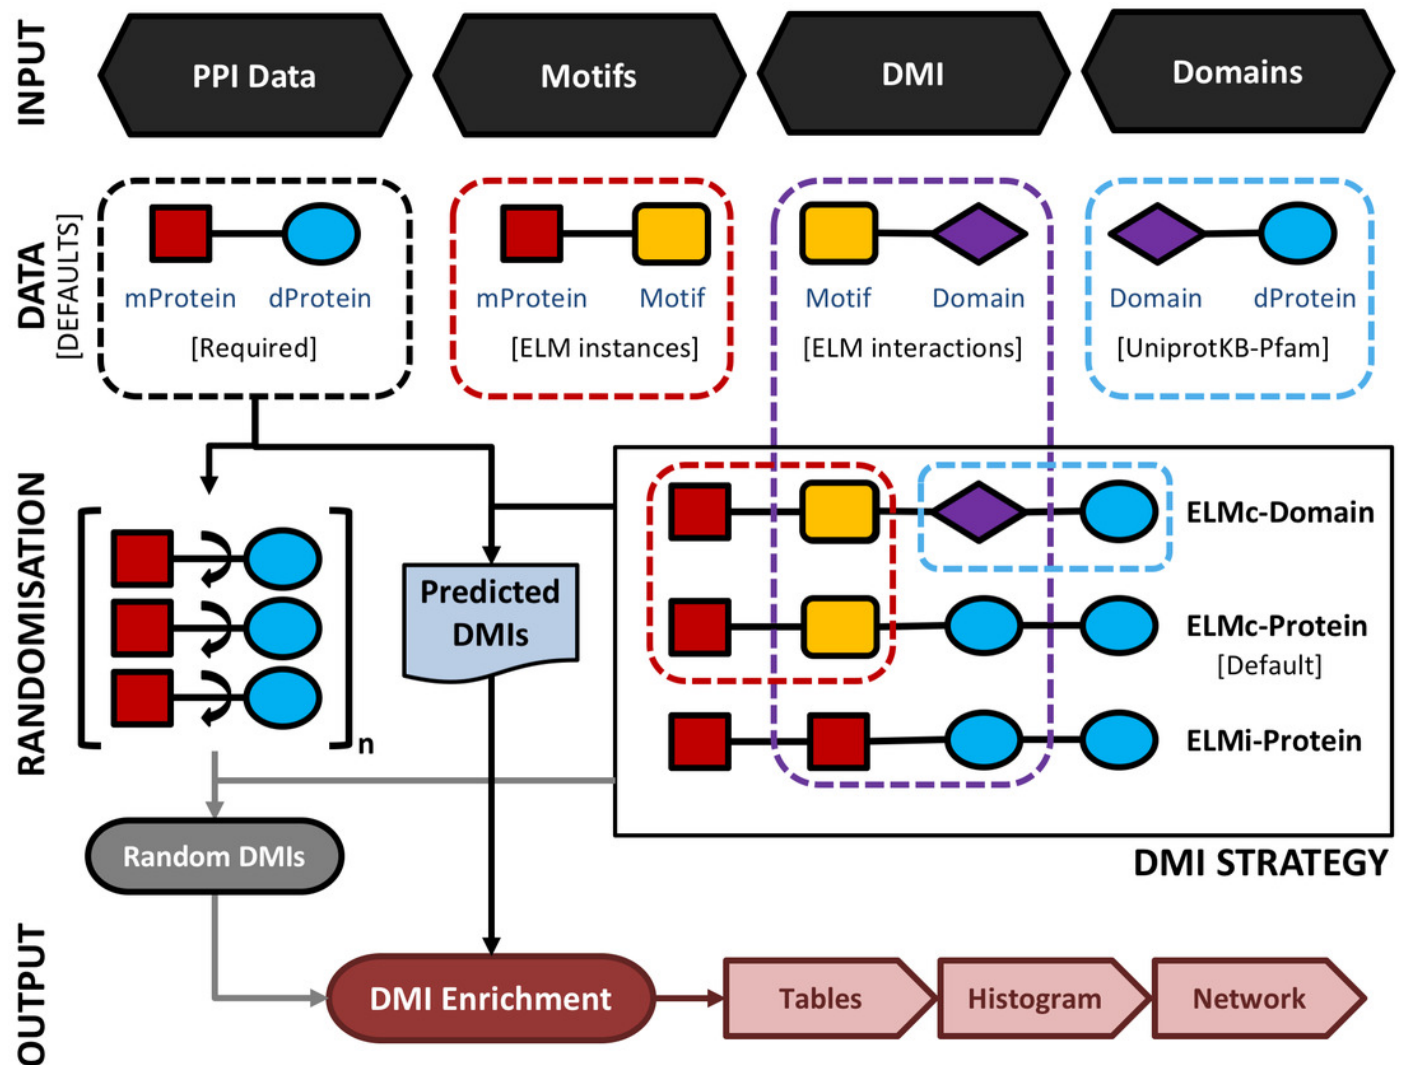 INPUT
PPI Data
Motifs
DMI
Domains
DATA
[DEFAULTS]
mProtein dProtein
[Required]
mProtein Motif
[ELM instances]
Motif Domain
[ELM interactions]
Domain dProtein
[UniprotKB-Pfam]
RANDOMISATION
n
Predicted
DMIs
ELMc-Domain
ELMc-Protein
[Default]
ELMi-Protein
DMI STRATEGY
Random DMIs
OUTPUT
DMI Enrichment
Tables
Histogram
Network